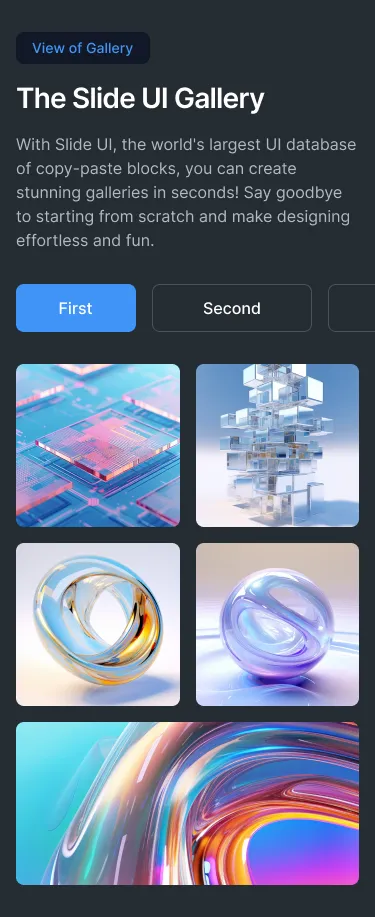 View of Gallery
The Slide UI Gallery
With Slide UI, the world's largest UI database
of copy-paste blocks, you can create
stunning galleries in seconds! Say goodbye
to starting from scratch and make designing
effortless and fun.
First
Second